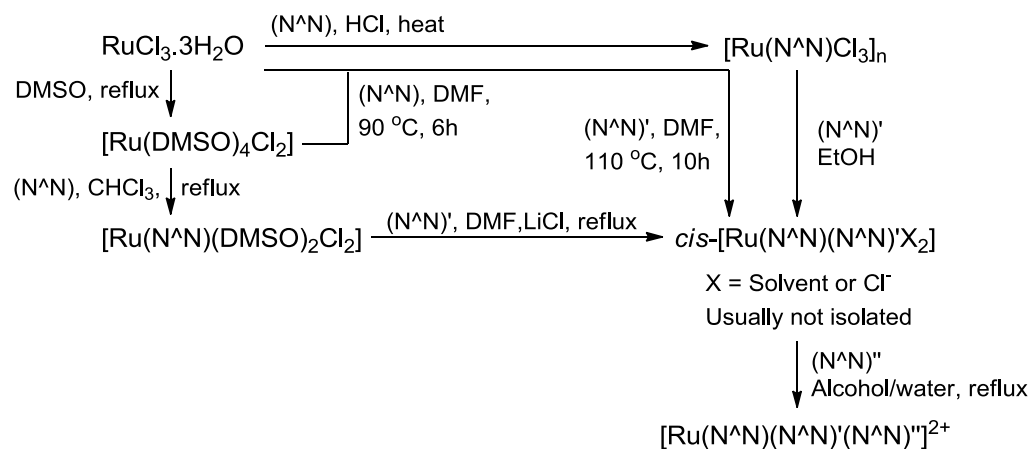 (N^N), HCl, heat
RuCl₃.3H₂O
[Ru(N^N)Cl₃]ₙ
DMSO, reflux
(N^N), DMF,
90 ᵒC, 6h
(N^N)', DMF,
110 ᵒC, 10h
(N^N)'
EtOH
[Ru(DMSO)₄Cl₂]
(N^N), CHCl₃, reflux
[Ru(N^N)(DMSO)₂Cl₂]
(N^N)', DMF,LiCl, reflux
cis-[Ru(N^N)(N^N)'X₂]
X = Solvent or Cl⁻
Usually not isolated
(N^N)''
Alcohol/water, reflux
[Ru(N^N)(N^N)'(N^N)'']²⁺